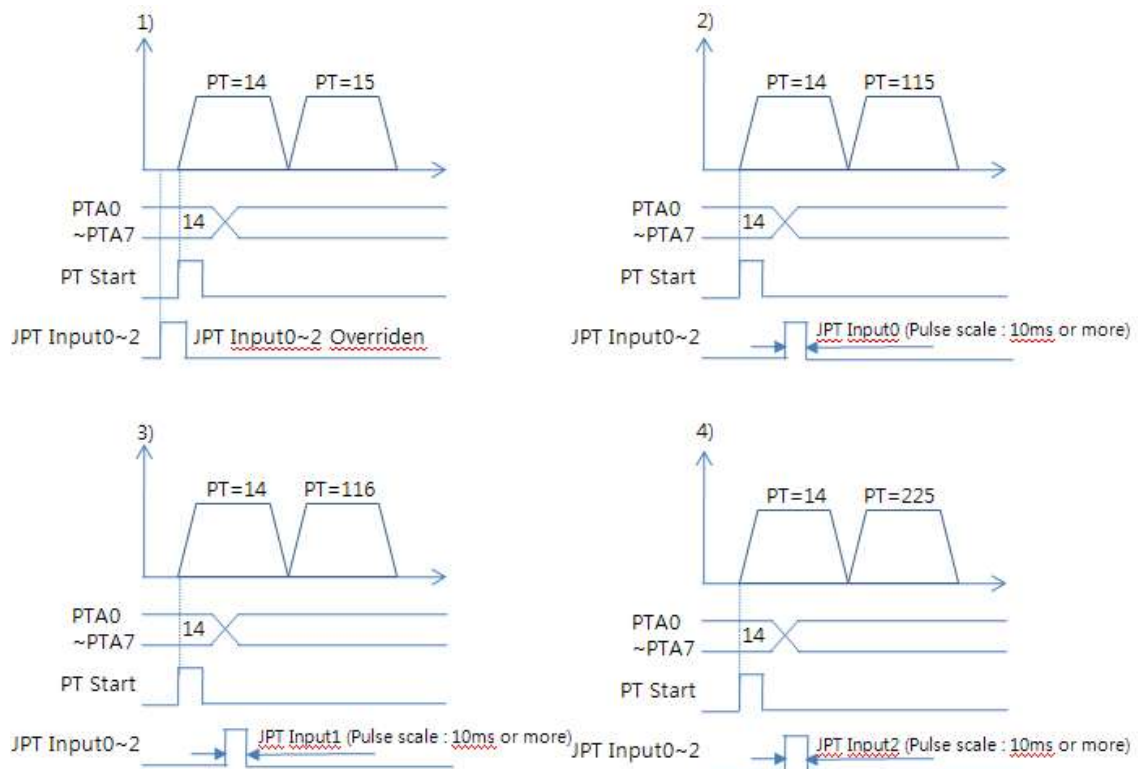 1)
PT=14
PT=15
PTA0
~PTA7
14
PT Start
JPT Input0~2
JPT Input0~2 Overriden
2)
PT=14
PT=115
PTA0
~PTA7
14
PT Start
JPT Input0~2
JPT Input0 (Pulse scale : 10ms or more)
3)
PT=14
PT=116
PTA0
~PTA7
14
PT Start
JPT Input0~2
JPT Input1 (Pulse scale : 10ms or more)
4)
PT=14
PT=225
PTA0
~PTA7
14
PT Start
JPT Input0~2
JPT Input2 (Pulse scale : 10ms or more)